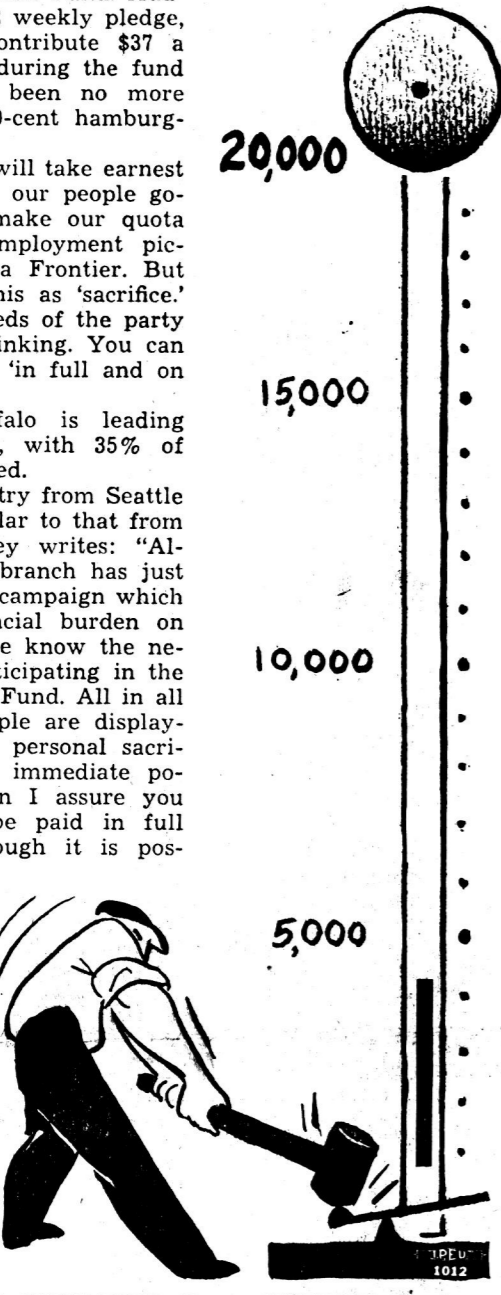 weekly pledge,
ontribute $37 a
during the fund
been no more
-cent hamburg-
will take earnest
our people go-
make our quota
mployment pic-
a Frontier. But
his as 'sacrifice.'
eds of the party
inking. You can
'in full and on
falo is leading
, with 35% of
ed.
try from Seattle
lar to that from
ey writes: "Al-
branch has just
campaign which
cial burden on
e know the ne-
ticipating in the
Fund. All in all
ple are display-
personal sacri-
immediate po-
n I assure you
be paid in full
ough it is pos-
20,000
15,000
10,000
5,000
1012